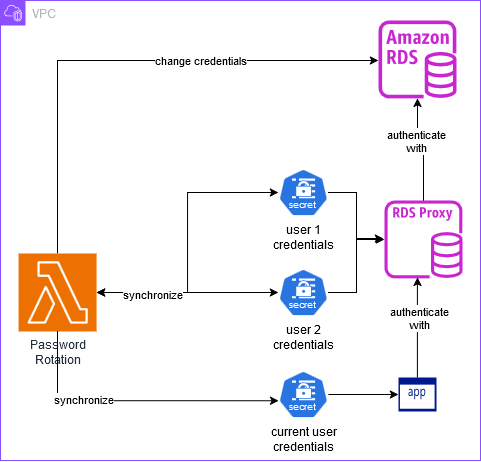 VPC
Amazon
RDS
change credentials
authenticate
with
secret
user 1
credentials
RDS Proxy
synchronize
secret
user 2
credentials
authenticate
with
Password
Rotation
synchronize
secret
app
current user
credentials